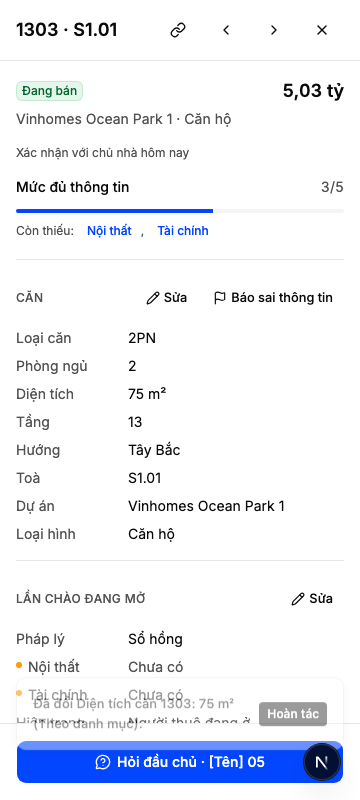 1303 · S1.01
Đang bán
5,03 tỷ
Vinhomes Ocean Park 1 · Căn hộ
Xác nhận với chủ nhà hôm nay
Mức đủ thông tin
3/5
Còn thiếu: Nội thất , Tài chính
CĂN
Sửa
Báo sai thông tin
Loại căn 2PN
Phòng ngủ 2
Diện tích 75 m²
Tầng 13
Hướng Tây Bắc
Toà S1.01
Dự án Vinhomes Ocean Park 1
Loại hình Căn hộ
LẦN CHÀO ĐANG MỞ
Sửa
Pháp lý Sổ hồng
Nội thất Chưa có
Tài chính Chưa có
Đã đổi Diện tích căn 1303: 75 m²
(Theo danh mục).
Hoàn tác
Hiện trạng Người thuê đang ở
Hỏi đầu chủ · [Tên] 05
N